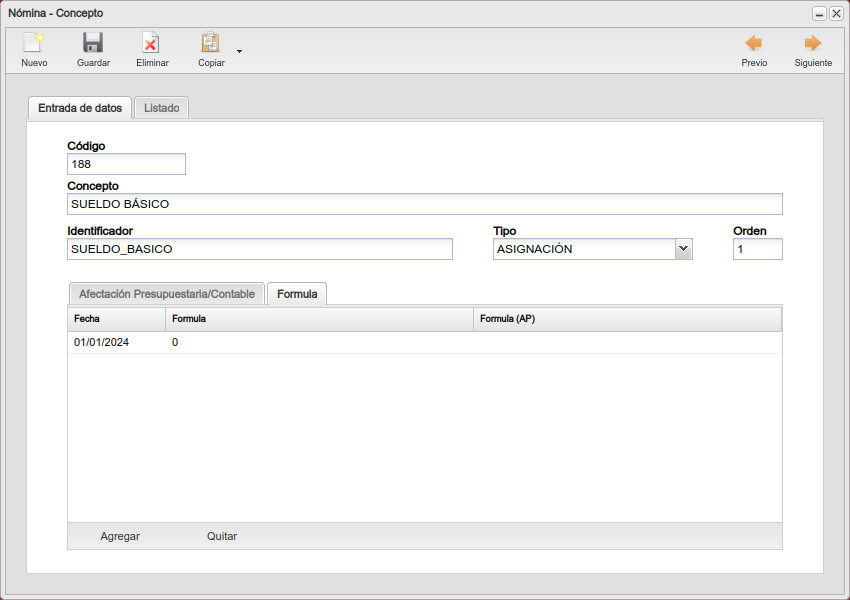 Nómina - Concepto
Nuevo Guardar Eliminar Copiar Previo Siguiente
Entrada de datos Listado
Código
188
Concepto
SUELDO BÁSICO
Identificador Tipo Orden
SUELDO_BASICO ASIGNACIÓN 1
Afectación Presupuestaria/Contable Formula
Fecha Formula Formula (AP)
01/01/2024 0
Agregar Quitar